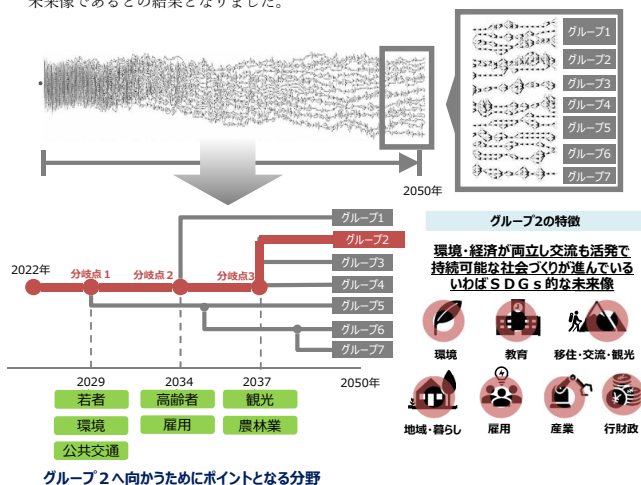 未来像であるとの結果となりました。
グループ1
グループ2
グループ3
グループ4
グループ5
グループ6
グループ7
2050年
グループ1
グループ2
グループ3
グループ4
グループ5
グループ6
グループ7
2022年
分岐点1
分岐点2
分岐点3
2029
2034
2037
2050年
若者
高齢者
観光
環境
雇用
農林業
公共交通
グループ2へ向かうためにポイントとなる分野
グループ2の特徴
環境・経済が両立し交流も活発で
持続可能な社会づくりが進んでいる
いわばSDGs的な未来像
環境
教育
移住・交流・観光
地域・暮らし
雇用
産業
行財政